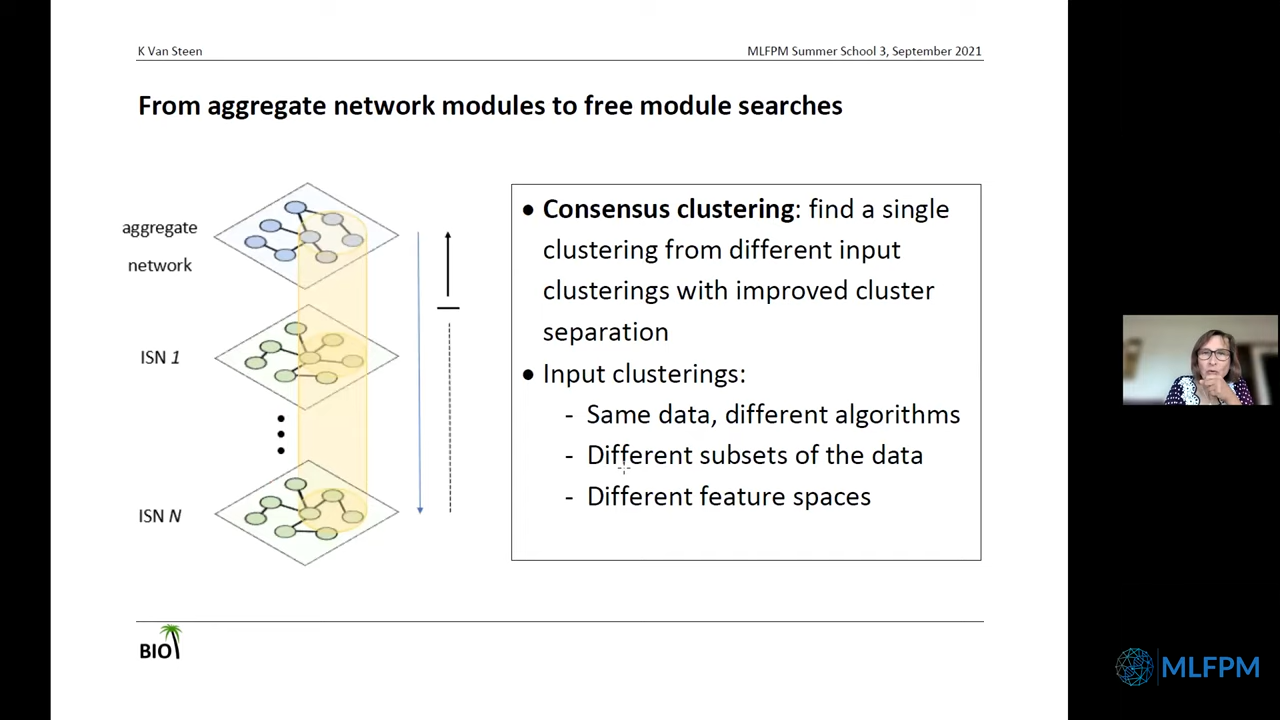 K Van Steen
MLFPM Summer School 3, September 2021
From aggregate network modules to free module searches
aggregate
network
ISN 1
ISN N
• Consensus clustering: find a single
clustering from different input
clusterings with improved cluster
separation
• Input clusterings:
- Same data, different algorithms
- Different subsets of the data
- Different feature spaces
BIO
MLFPM